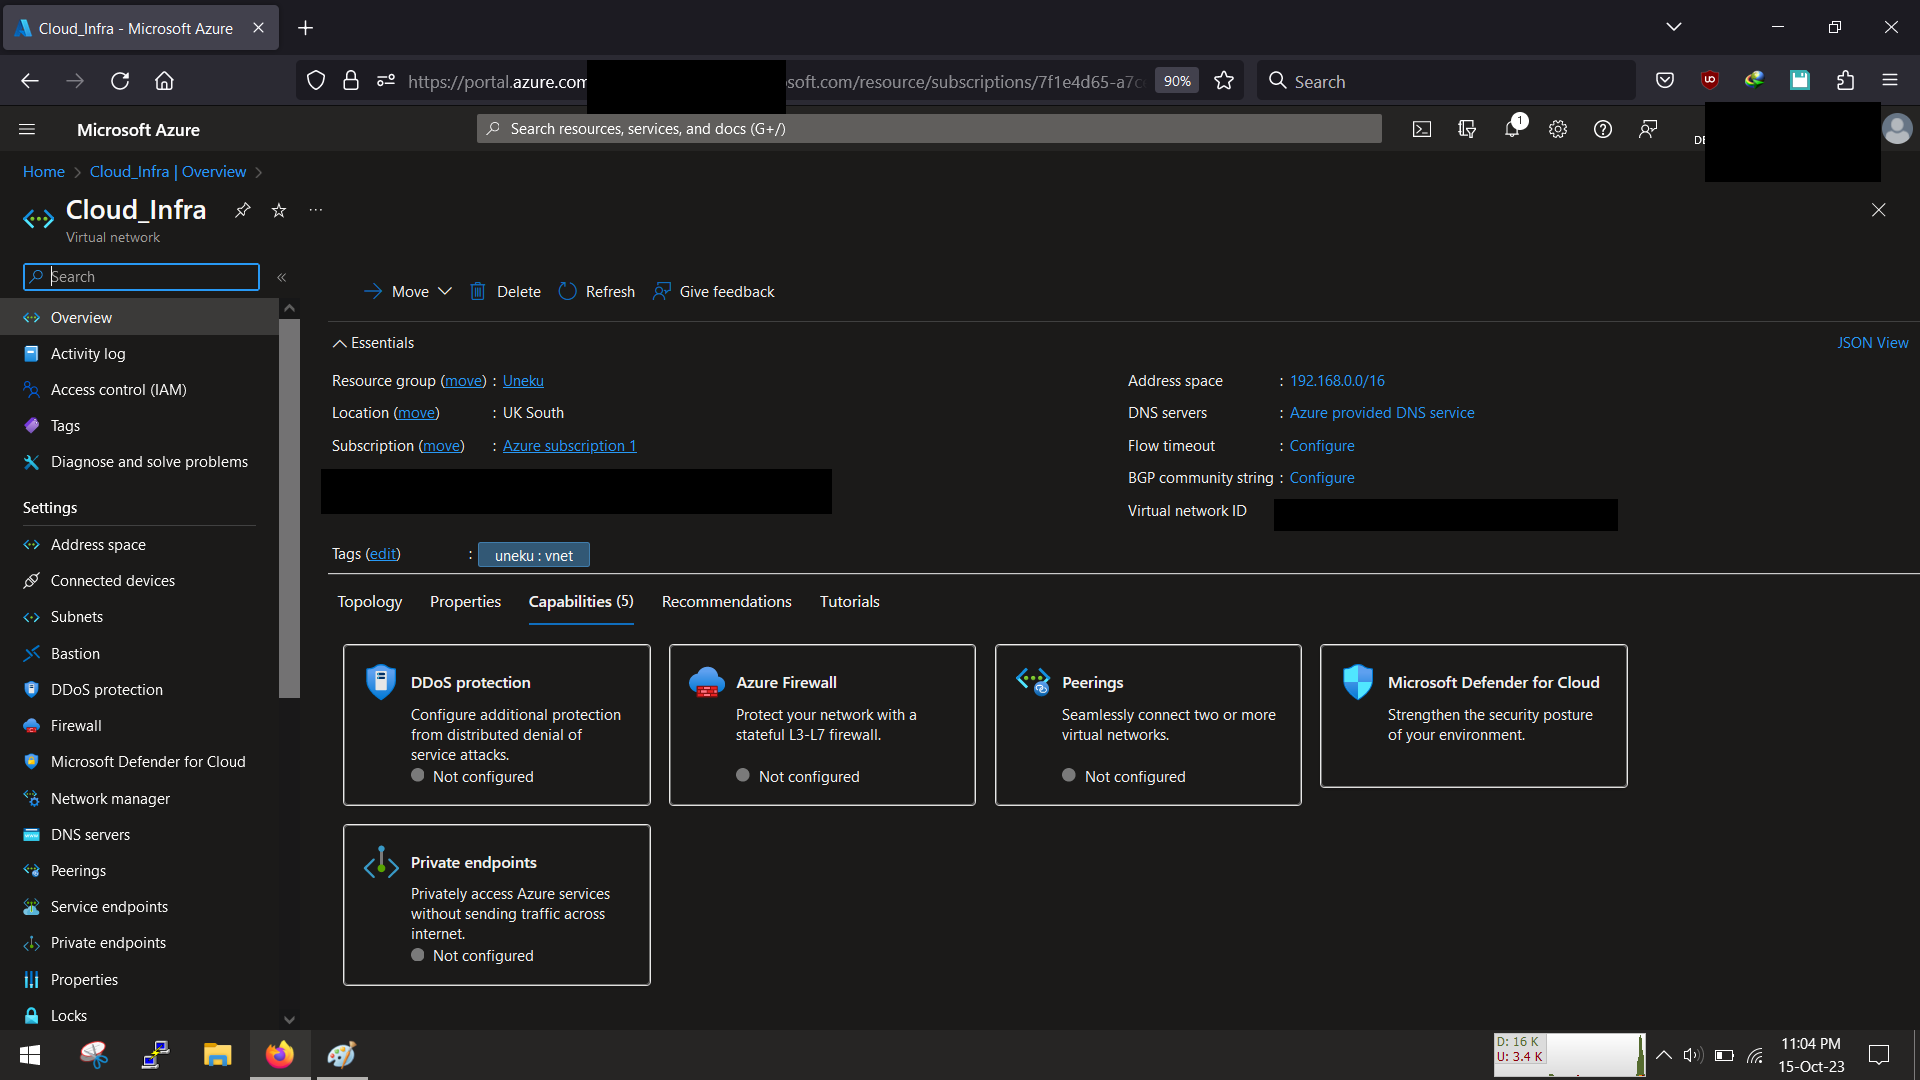 Cloud_Infra - Microsoft Azure
https://portal.azure.com
soft.com/resource/subscriptions/7f1e4d65-a7c
90%
Search
Microsoft Azure
Search resources, services, and docs (G+/)
1
DE
Home > Cloud_Infra | Overview >
Cloud_Infra
Virtual network
Search
Overview
Activity log
Access control (IAM)
Tags
Diagnose and solve problems
Settings
Address space
Connected devices
Subnets
Bastion
DDoS protection
Firewall
Microsoft Defender for Cloud
Network manager
DNS servers
Peerings
Service endpoints
Private endpoints
Properties
Locks
Move
Delete
Refresh
Give feedback
Essentials
JSON View
Resource group (move) : Uneku
Location (move) : UK South
Subscription (move) : Azure subscription 1
Address space : 192.168.0.0/16
DNS servers : Azure provided DNS service
Flow timeout : Configure
BGP community string : Configure
Virtual network ID
Tags (edit) : uneku : vnet
Topology
Properties
Capabilities (5)
Recommendations
Tutorials
DDoS protection
Configure additional protection
from distributed denial of
service attacks.
Not configured
Azure Firewall
Protect your network with a
stateful L3-L7 firewall.
Not configured
Peerings
Seamlessly connect two or more
virtual networks.
Not configured
Microsoft Defender for Cloud
Strengthen the security posture
of your environment.
Private endpoints
Privately access Azure services
without sending traffic across
internet.
Not configured
D: 16 K
U: 3.4 K
11:04 PM
15-Oct-23